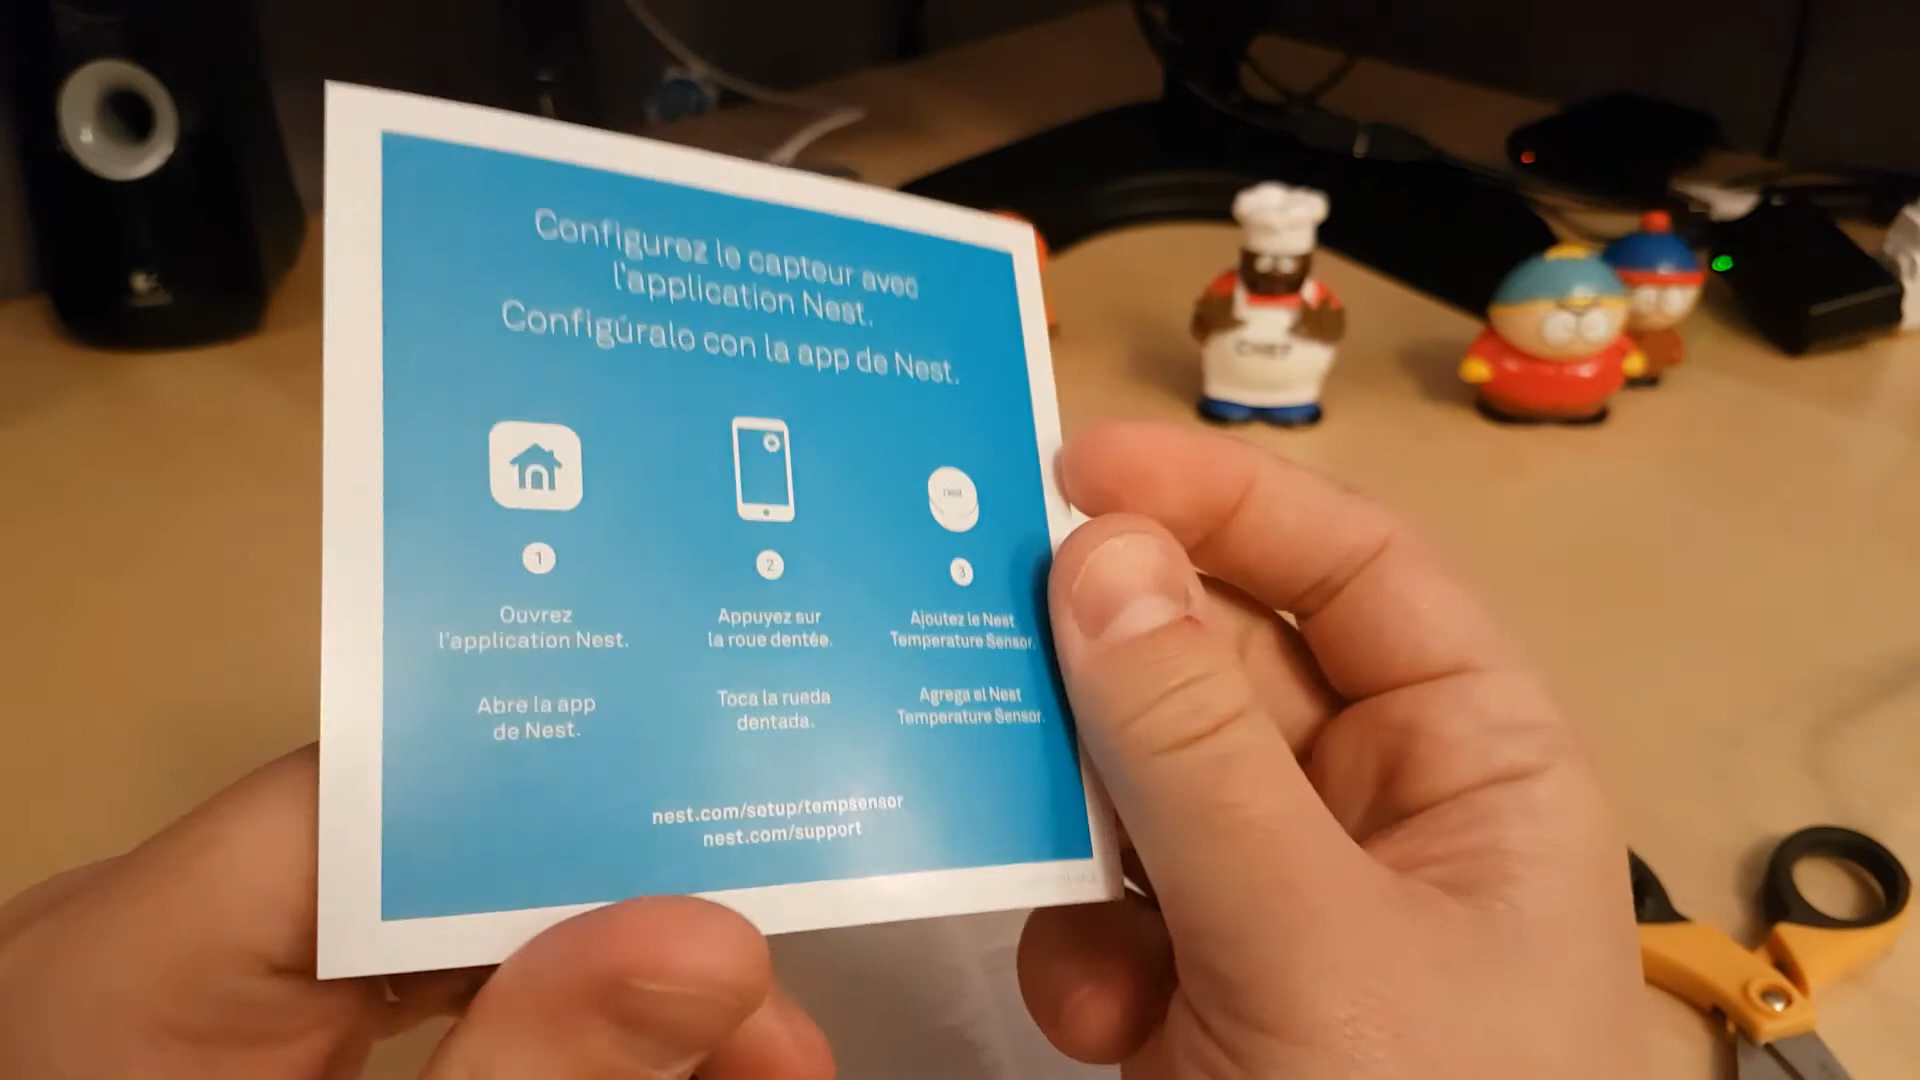 Configurez le capteur avec
l'application Nest.
Configúralo con la app de Nest.
nest
1
2
3
Ouvrez
l'application Nest.
Appuyez sur
la roue dentée.
Ajoutez le Nest
Temperature Sensor.
Abre la app
de Nest.
Toca la rueda
dentada.
Agrega el Nest
Temperature Sensor.
nest.com/setup/tempsensor
nest.com/support
CHEF